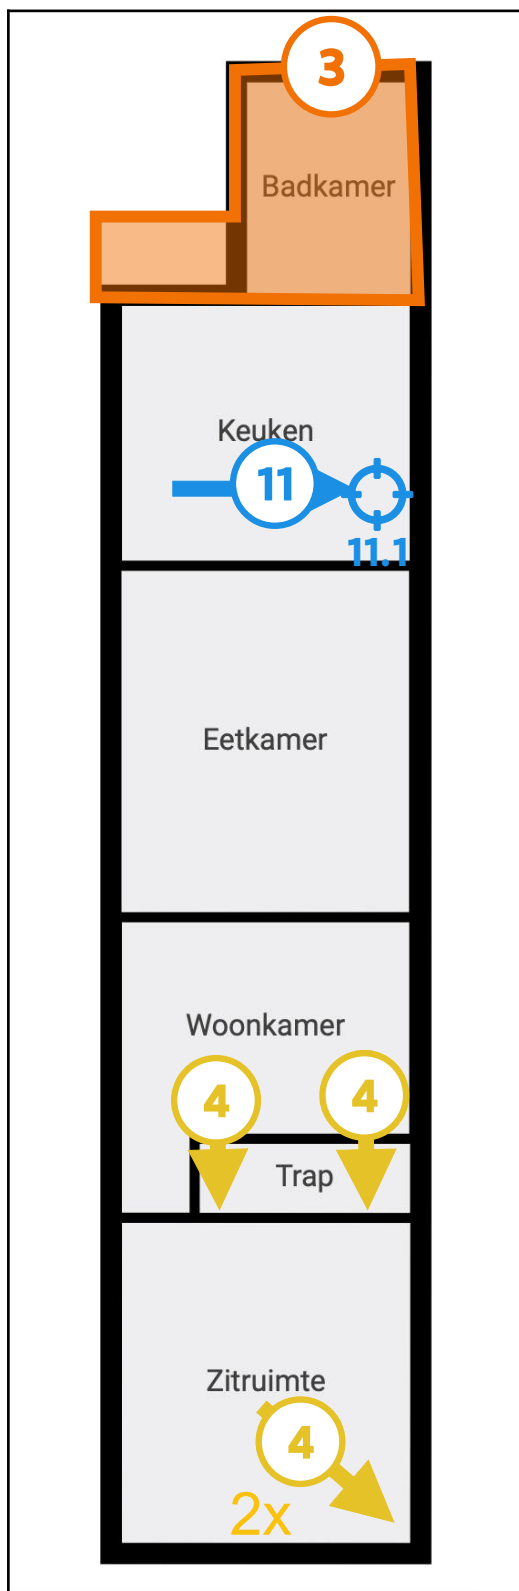 3
Badkamer
Keuken
11
11.1
Eetkamer
Woonkamer
4
4
Trap
Zitruimte
4
2x